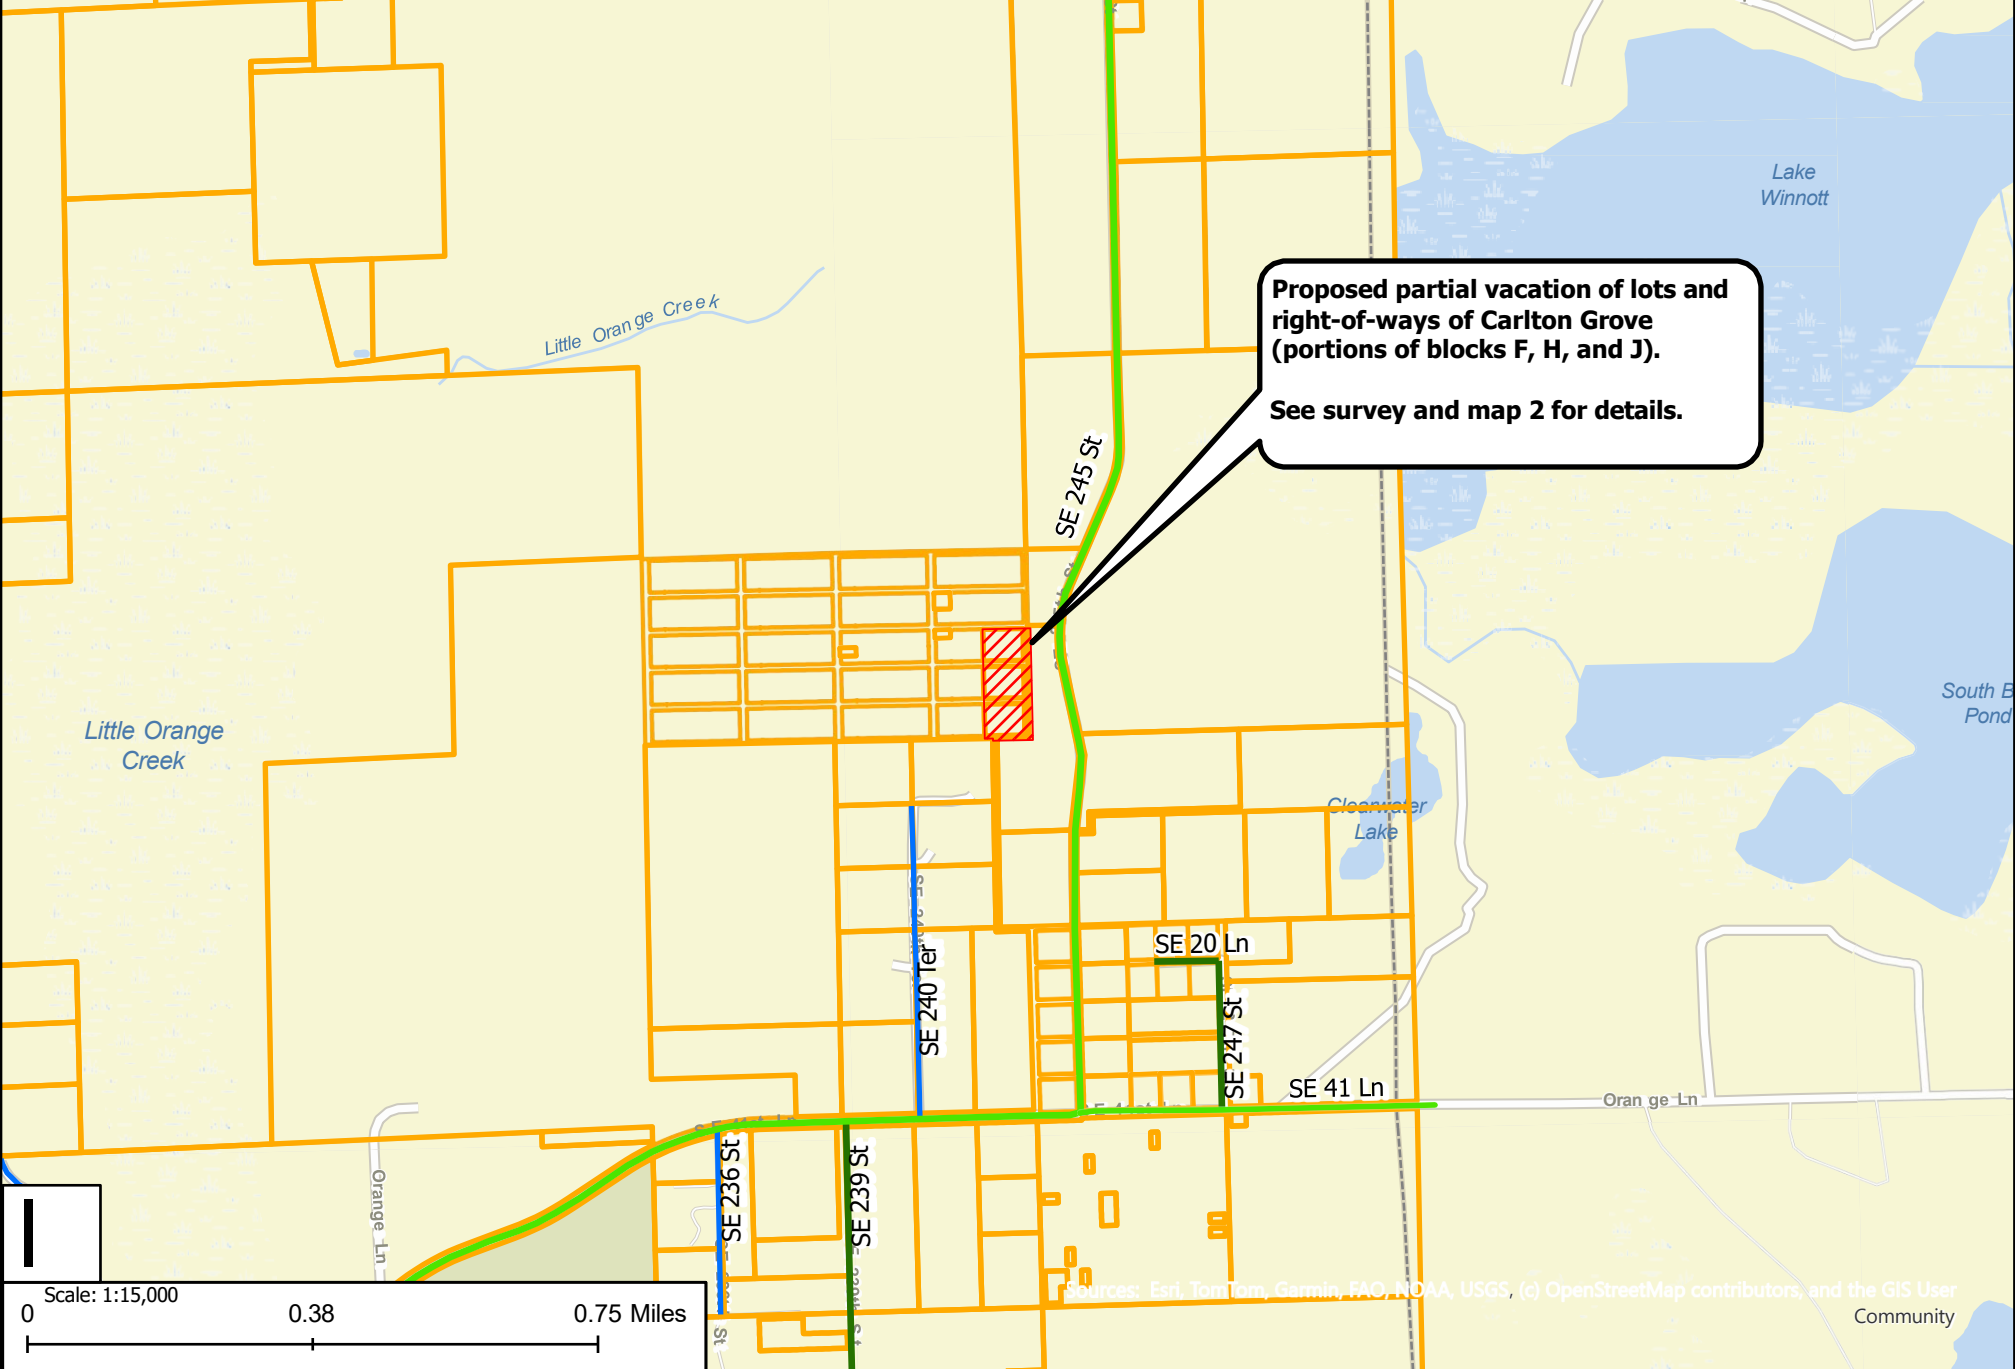 Lake
Winnott
Proposed partial vacation of lots and
right-of-ways of Carlton Grove
(portions of blocks F, H, and J).
See survey and map 2 for details.
Little Orange Creek
SE 245 St
Little Orange
Creek
South B
Pond
Clearwater
Lake
SE 20 Ln
SE 240 Ter
SE 247 St
SE 41 Ln
Orange Ln
SE 41st Ln
Orange Ln
SE 236 St
SE 239 St
St
Scale: 1:15,000
0 0.38 0.75 Miles
Sources: Esri, TomTom, Garmin, FAO, NOAA, USGS, (c) OpenStreetMap contributors, and the GIS User
Community